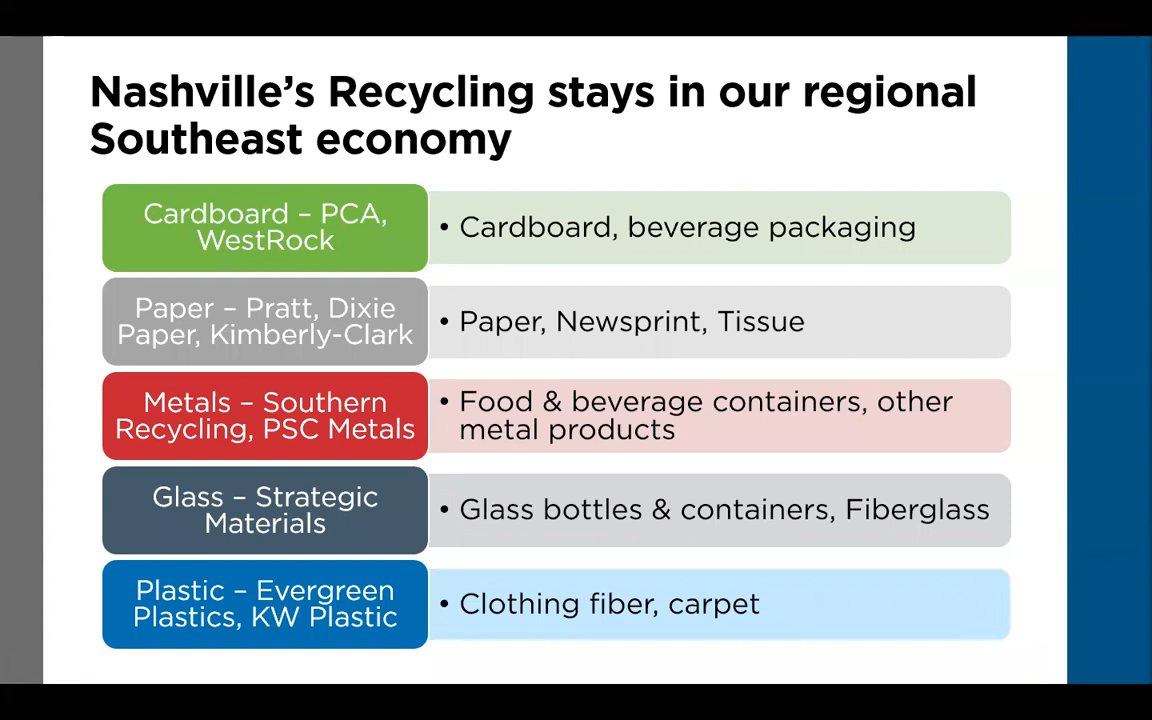 Nashville’s Recycling stays in our regional
Southeast economy
Cardboard – PCA,
WestRock
• Cardboard, beverage packaging
Paper – Pratt, Dixie
Paper, Kimberly-Clark
• Paper, Newsprint, Tissue
Metals – Southern
Recycling, PSC Metals
• Food & beverage containers, other
metal products
Glass – Strategic
Materials
• Glass bottles & containers, Fiberglass
Plastic – Evergreen
Plastics, KW Plastic
• Clothing fiber, carpet